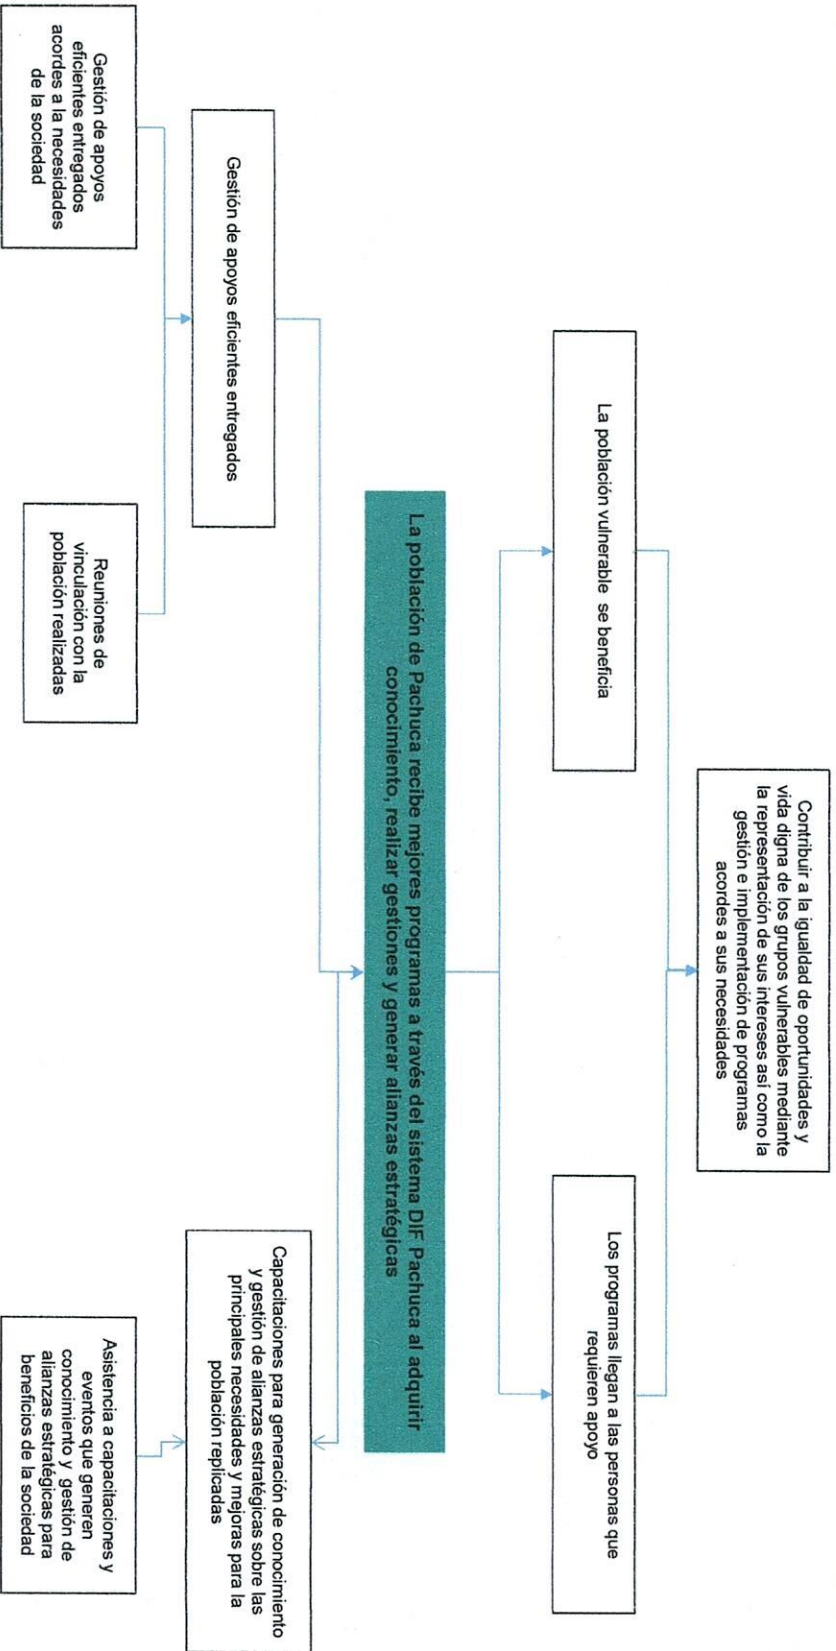 Contribuir a la igualdad de oportunidades y
vida digna de los grupos vulnerables mediante
la representación de sus intereses así como la
gestión e implementación de programas
acordes a sus necesidades
La población vulnerable se beneficia
Los programas llegan a las personas que
requieren apoyo
La población de Pachuca recibe mejores programas a través del sistema DIF Pachuca al adquirir
conocimiento, realizar gestiones y generar alianzas estratégicas
Gestión de apoyos eficientes entregados
Capacitaciones para generación de conocimiento
y gestión de alianzas estratégicas sobre las
principales necesidades y mejoras para la
población replicadas
Gestión de apoyos
eficientes entregados
acordes a la necesidades
de la sociedad
Reuniones de
vinculación con la
población realizadas
Asistencia a capacitaciones y
eventos que generen
conocimiento y gestión de
alianzas estratégicas para
beneficios de la sociedad